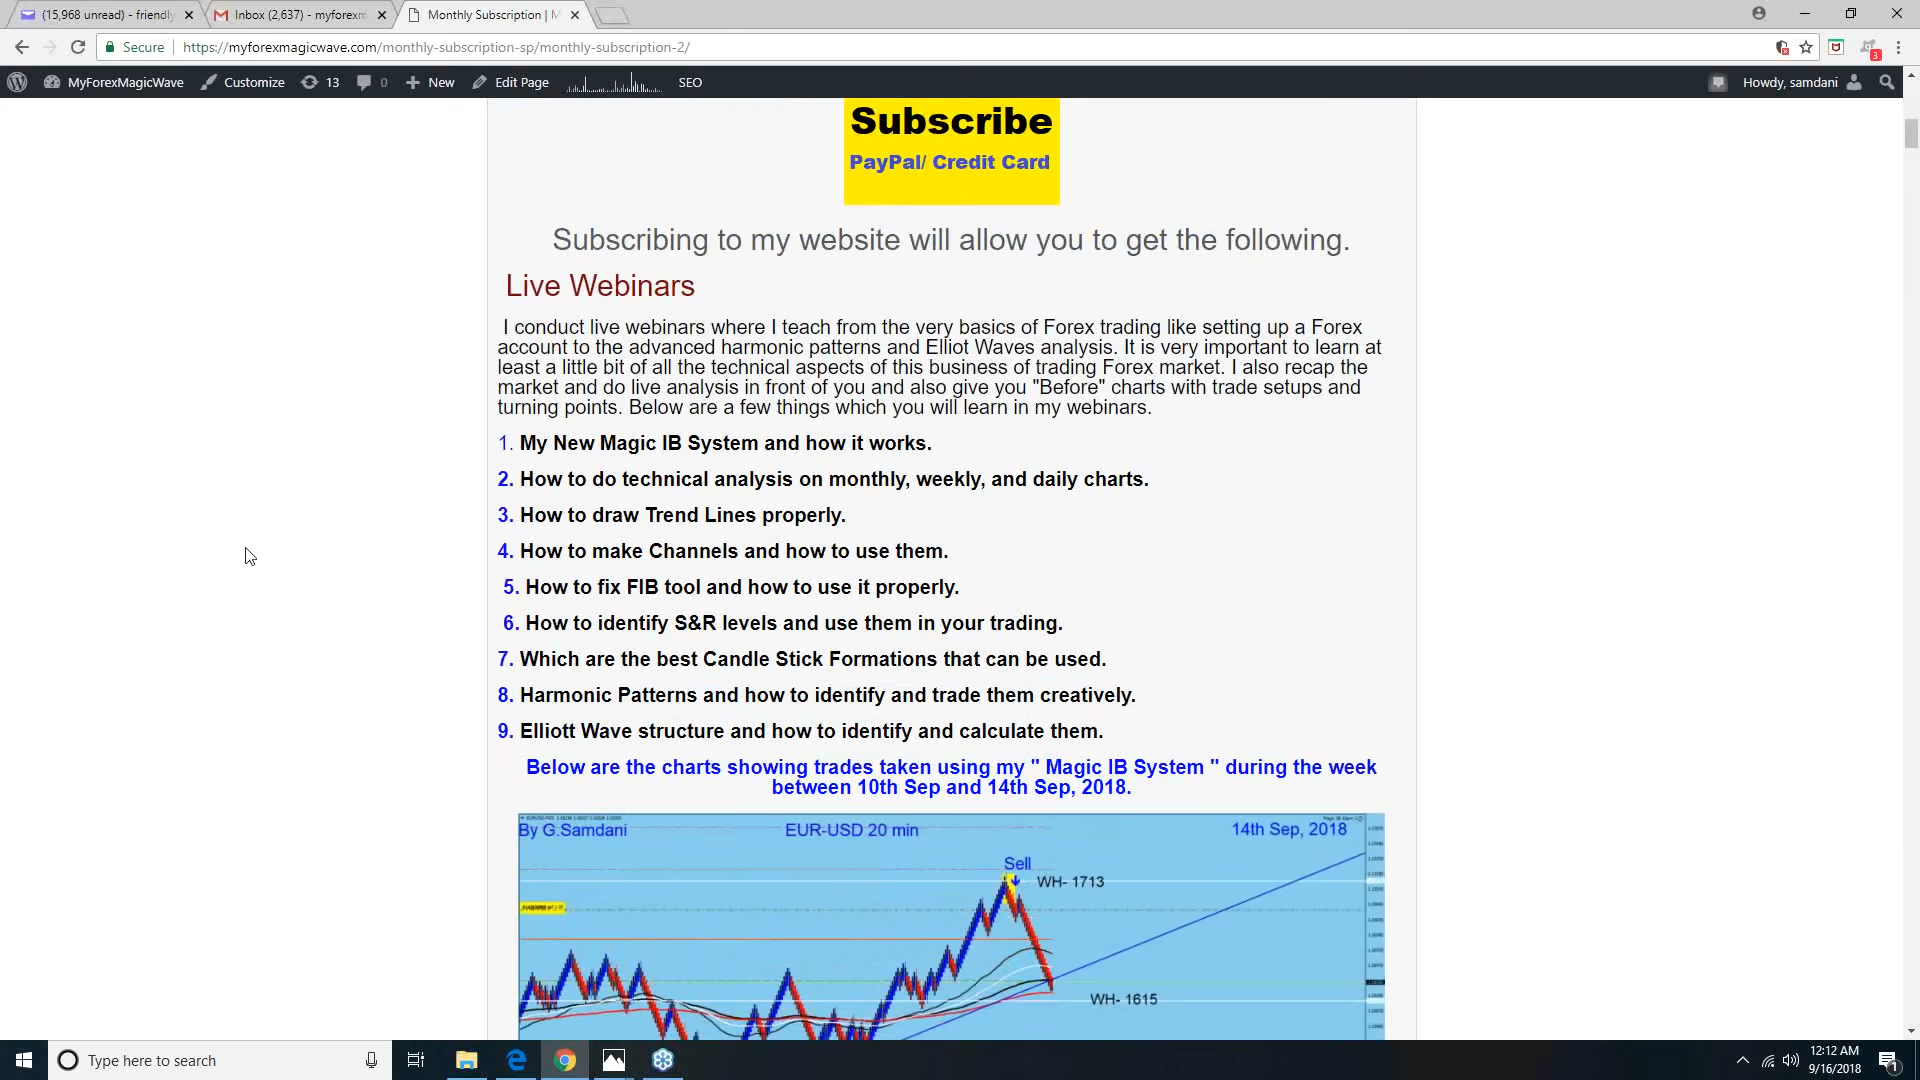 (15,968 unread) - friendly
Inbox (2,637) - myforexm
Monthly Subscription | M
Secure
https://myforexmagicwave.com/monthly-subscription-sp/monthly-subscription-2/
3
MyForexMagicWave
Customize
13
0
New
Edit Page
SEO
Howdy, samdani
Subscribe
PayPal/ Credit Card
Subscribing to my website will allow you to get the following.
Live Webinars
I conduct live webinars where I teach from the very basics of Forex trading like setting up a Forex
account to the advanced harmonic patterns and Elliot Waves analysis. It is very important to learn at
least a little bit of all the technical aspects of this business of trading Forex market. I also recap the
market and do live analysis in front of you and also give you "Before" charts with trade setups and
turning points. Below are a few things which you will learn in my webinars.
1. My New Magic IB System and how it works.
2. How to do technical analysis on monthly, weekly, and daily charts.
3. How to draw Trend Lines properly.
4. How to make Channels and how to use them.
5. How to fix FIB tool and how to use it properly.
6. How to identify S&R levels and use them in your trading.
7. Which are the best Candle Stick Formations that can be used.
8. Harmonic Patterns and how to identify and trade them creatively.
9. Elliott Wave structure and how to identify and calculate them.
Below are the charts showing trades taken using my " Magic IB System " during the week
between 10th Sep and 14th Sep, 2018.
By G.Samdani
EUR-USD 20 min
14th Sep, 2018
Sell
WH- 1713
WH- 1615
Type here to search
12:12 AM
9/16/2018
1